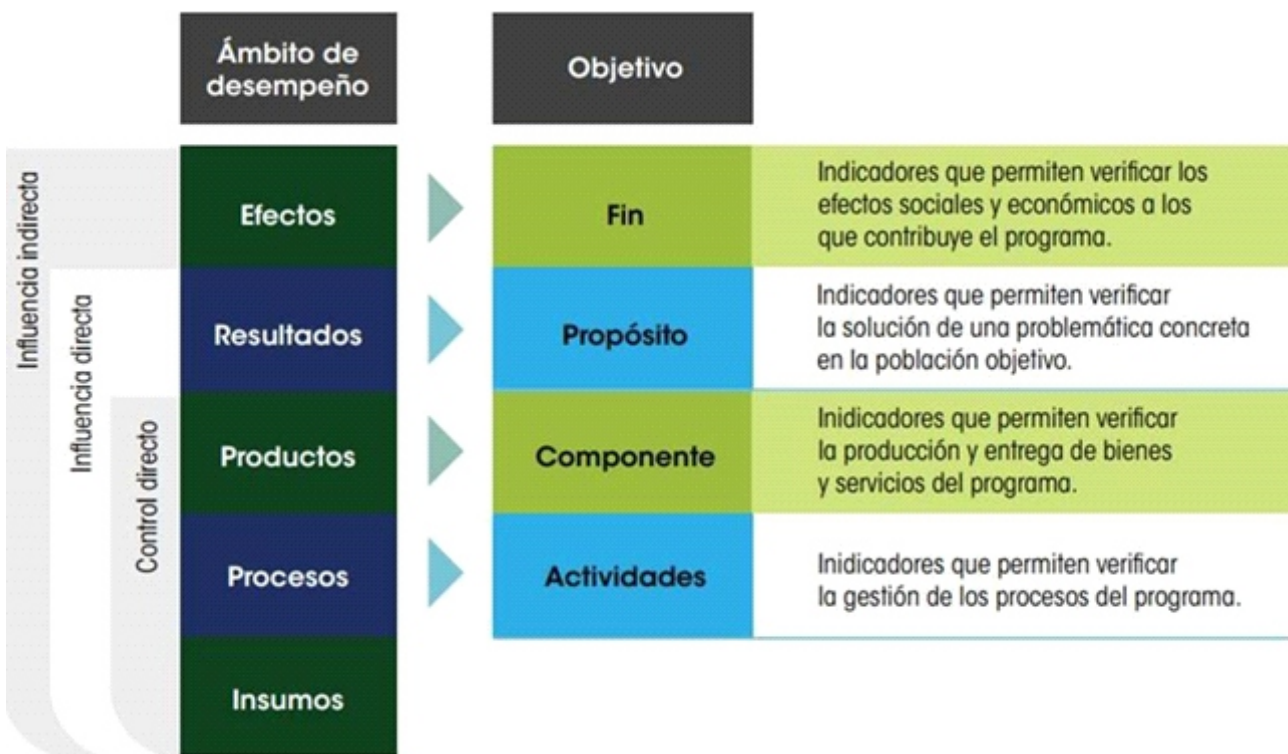 Ámbito de
desempeño
Objetivo
Influencia indirecta
Influencia directa
Control directo
Efectos
Fin
Indicadores que permiten verificar los
efectos sociales y económicos a los
que contribuye el programa.
Resultados
Propósito
Indicadores que permiten verificar
la solución de una problemática concreta
en la población objetivo.
Productos
Componente
Inidicadores que permiten verificar
la producción y entrega de bienes
y servicios del programa.
Procesos
Actividades
Inidicadores que permiten verificar
la gestión de los procesos del programa.
Insumos